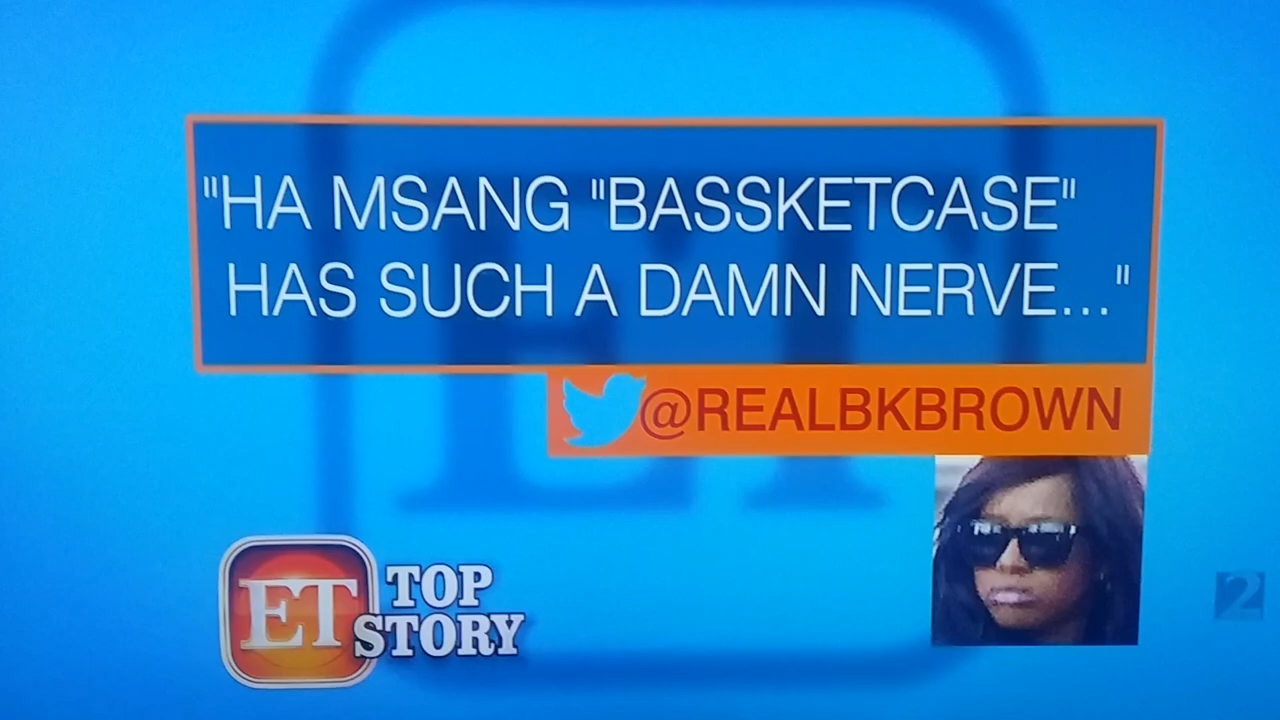 "HA MSANG "BASSKETCASE"
HAS SUCH A DAMN NERVE..."
@REALBKBROWN
ET TOP
STORY
2